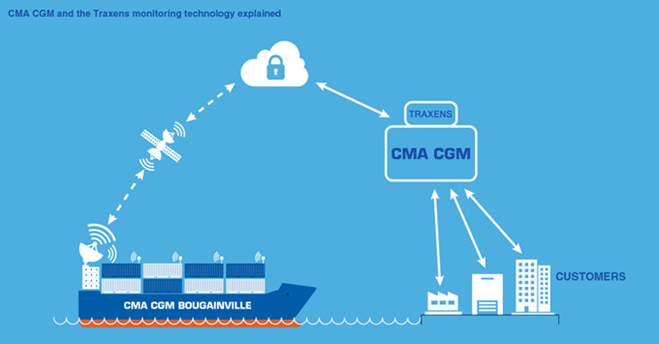 CMA CGM and the Traxens monitoring technology explained
TRAXENS
CMA CGM
CUSTOMERS
CMA CGM BOUGAINVILLE